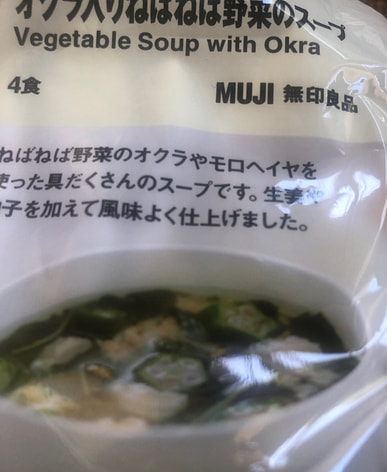 オクラ入りねばねば野菜のスープ
Vegetable Soup with Okra
4食
MUJI 無印良品
ねばねば野菜のオクラやモロヘイヤを
使った具だくさんのスープです。生姜や
子を加えて風味よく仕上げました。